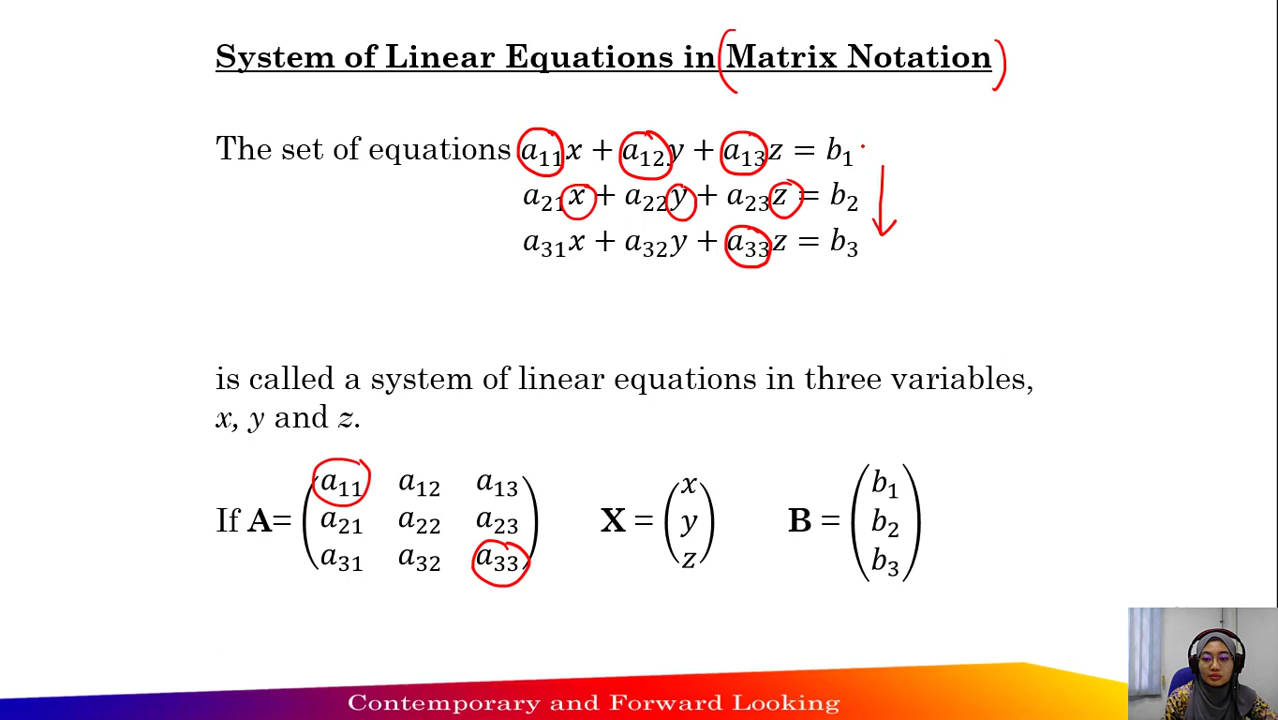 System of Linear Equations in Matrix Notation
The set of equations a₁₁x + a₁₂y + a₁₃z = b₁
a₂₁x + a₂₂y + a₂₃z = b₂
a₃₁x + a₃₂y + a₃₃z = b₃
is called a system of linear equations in three variables,
x, y and z.
If A= (a₁₁ a₁₂ a₁₃
a₂₁ a₂₂ a₂₃
a₃₁ a₃₂ a₃₃) X = (x
y
z) B = (b₁
b₂
b₃)
Contemporary and Forward Looking